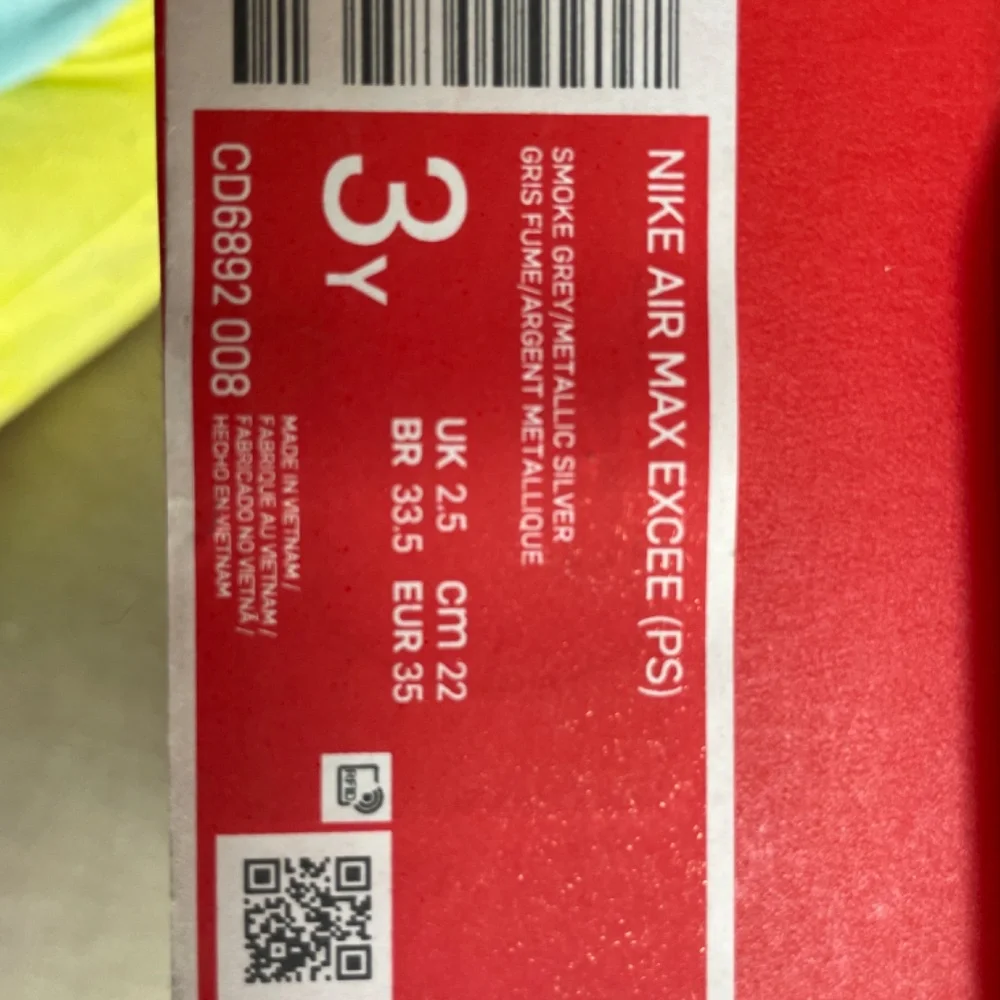 NIKE AIR MAX EXCEE (PS)
SMOKE GREY/METALLIC SILVER
GRIS FUME/ARGENT METALLIQUE
3Y
UK 2.5 cm 22
BR 33.5 EUR 35
CD6892 008
MADE IN VIETNAM /
FABRIQUE AU VIETNAM /
FABRICADO NO VIETNÃ /
HECHO EN VIETNAM
RFID